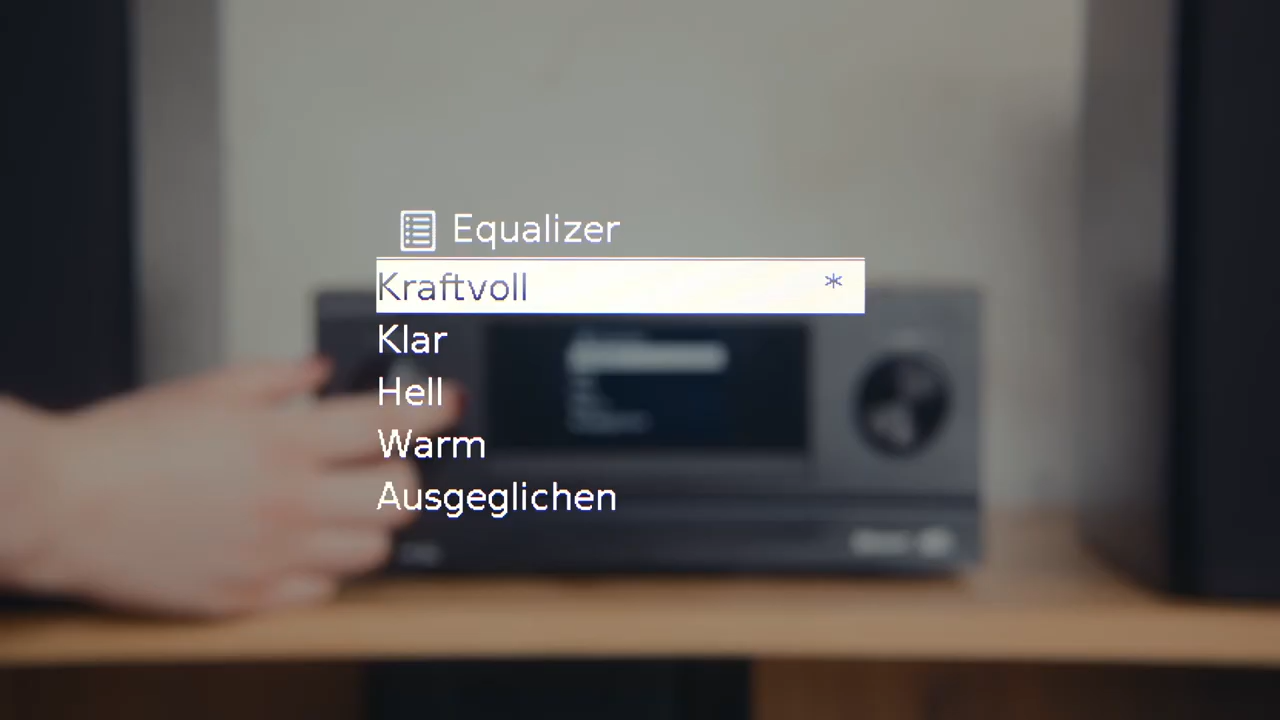 Equalizer
Kraftvoll *
Klar
Hell
Warm
Ausgeglichen